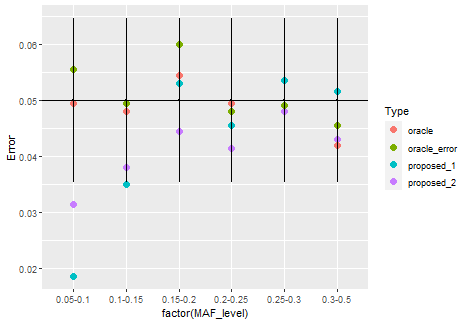 0.06
0.05
0.04
0.03
0.02
Error
0.05-0.1 0.1-0.15 0.15-0.2 0.2-0.25 0.25-0.3 0.3-0.5
factor(MAF_level)
Type
oracle
oracle_error
proposed_1
proposed_2